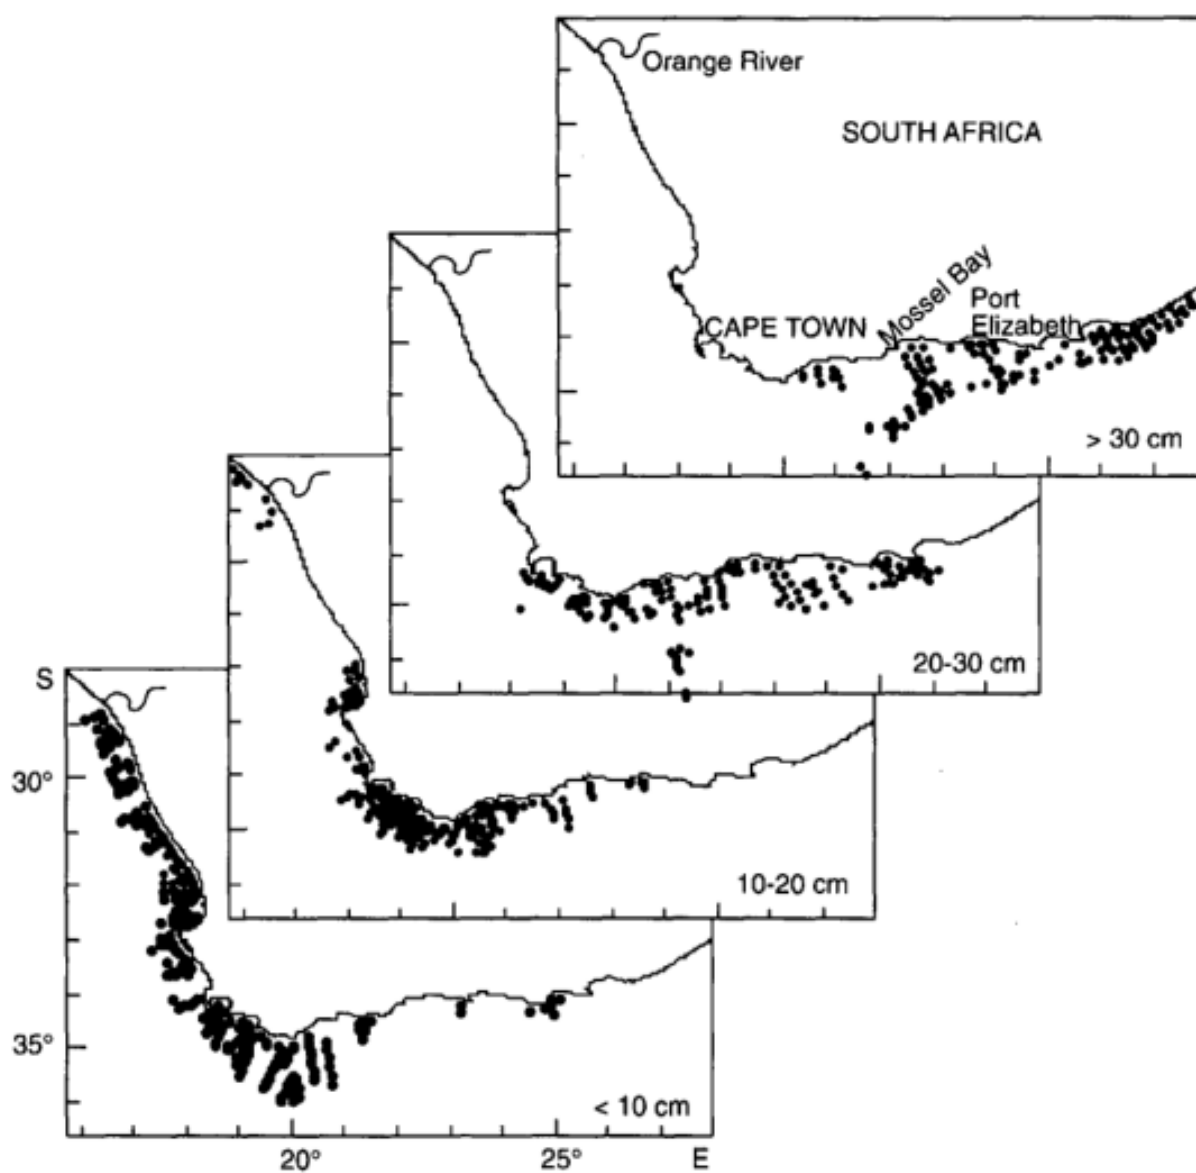 Orange River
SOUTH AFRICA
Mossel Bay
Port
Elizabeth
CAPE TOWN
> 30 cm
20-30 cm
S
30°
10-20 cm
35°
< 10 cm
20°
25°
E